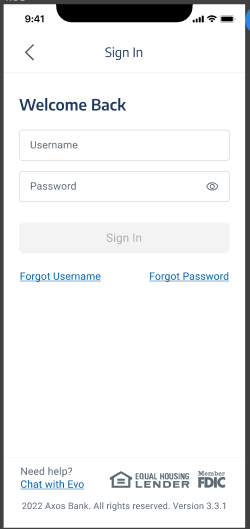 9:41
Sign In
Welcome Back
Username
Password
Sign In
Forgot Username
Forgot Password
Need help?
Chat with Evo
EQUAL HOUSING
LENDER
Member
FDIC
2022 Axos Bank. All rights reserved. Version 3.3.1